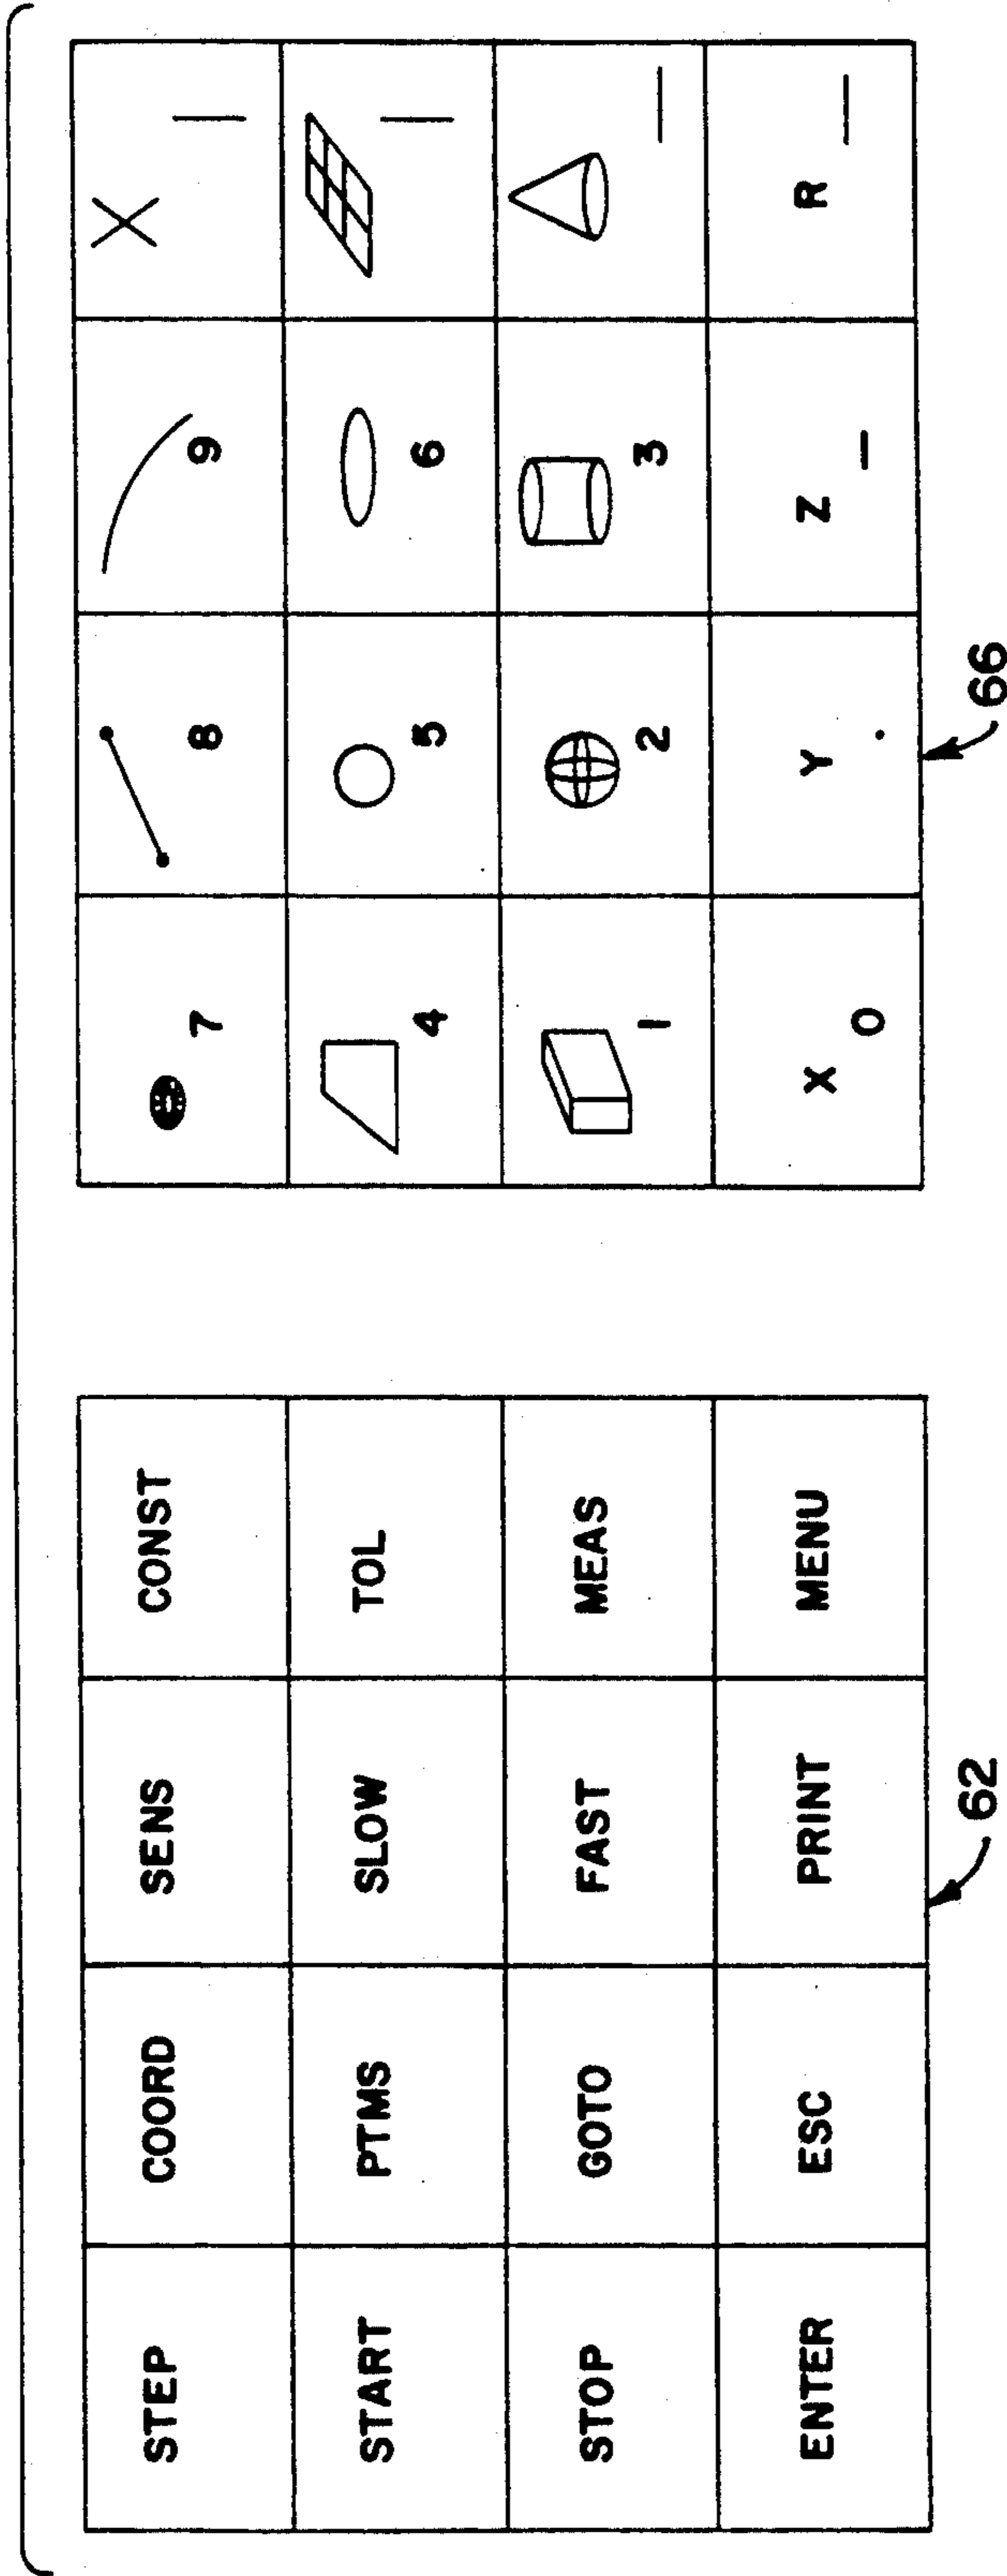 STEP COORD SENS CONST
START PTMS SLOW TOL
STOP GOTO FAST MEAS
ENTER ESC PRINT MENU
62
7 8 9
4 5 6
1 2 3
X Y Z R
0 . –
66